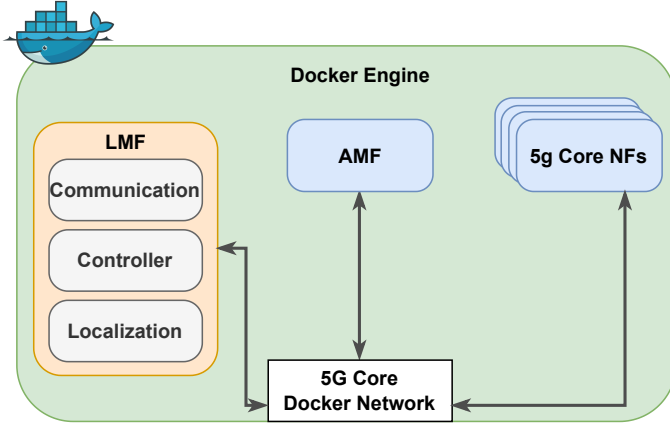 Docker Engine
LMF
Communication
Controller
Localization
AMF
5g Core NFs
5G Core
Docker Network